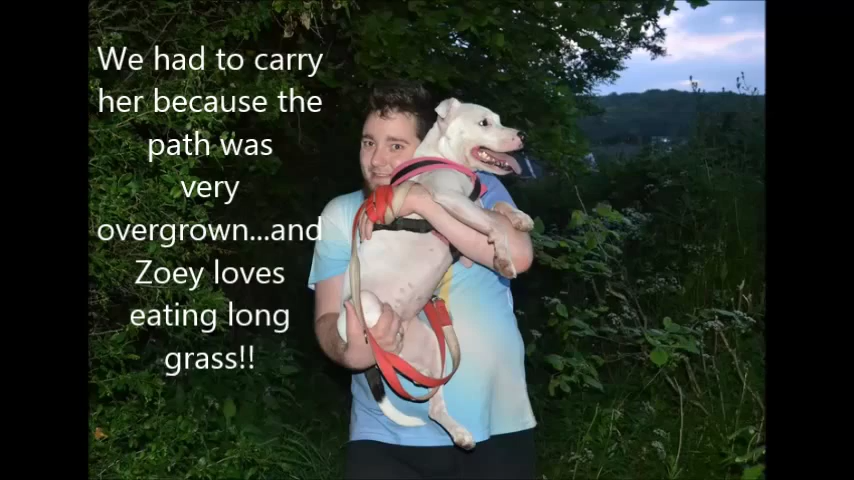 We had to carry
her because the
path was
very
overgrown...and
Zoey loves
eating long
grass!!